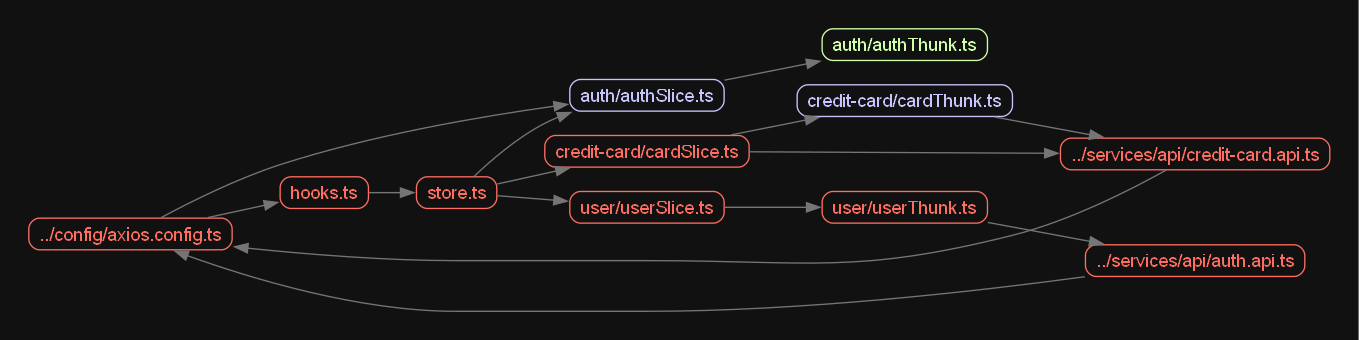 auth/authThunk.ts
auth/authSlice.ts
credit-card/cardThunk.ts
credit-card/cardSlice.ts
../services/api/credit-card.api.ts
hooks.ts
store.ts
user/userSlice.ts
user/userThunk.ts
../config/axios.config.ts
../services/api/auth.api.ts